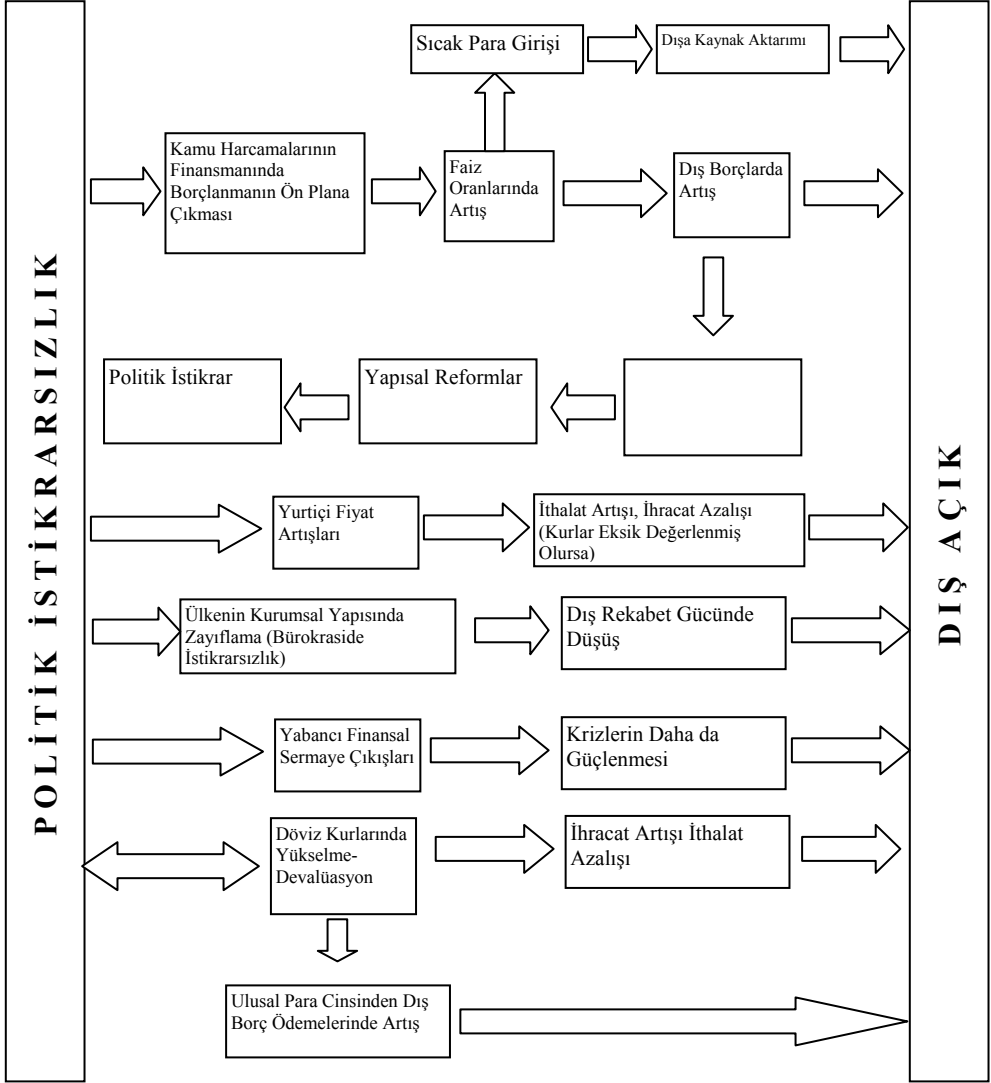 POLİTİK İSTİKRARSIZLIK
Sıcak Para Girişi
Dışa Kaynak Aktarımı
Kamu Harcamalarının
Finansmanında
Borçlanmanın Ön Plana
Çıkması
Faiz
Oranlarında
Artış
Dış Borçlarda
Artış
Politik İstikrar
Yapısal Reformlar
Yurtiçi Fiyat
Artışları
İthalat Artışı, İhracat Azalışı
(Kurlar Eksik Değerlenmiş
Olursa)
Ülkenin Kurumsal Yapısında
Zayıflama (Bürokraside
İstikrarsızlık)
Dış Rekabet Gücünde
Düşüş
Yabancı Finansal
Sermaye Çıkışları
Krizlerin Daha da
Güçlenmesi
Döviz Kurlarında
Yükselme-
Devalüasyon
İhracat Artışı İthalat
Azalışı
Ulusal Para Cinsinden Dış
Borç Ödemelerinde Artış
DIŞ AÇIK